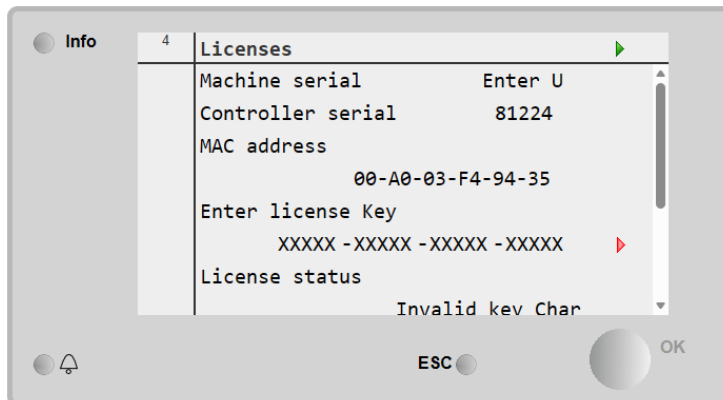 Info
4
Licenses
Machine serial Enter U
Controller serial 81224
MAC address
00-A0-03-F4-94-35
Enter license Key
XXXXX -XXXXX -XXXXX -XXXXX
License status
Invalid key Char
ESC
OK